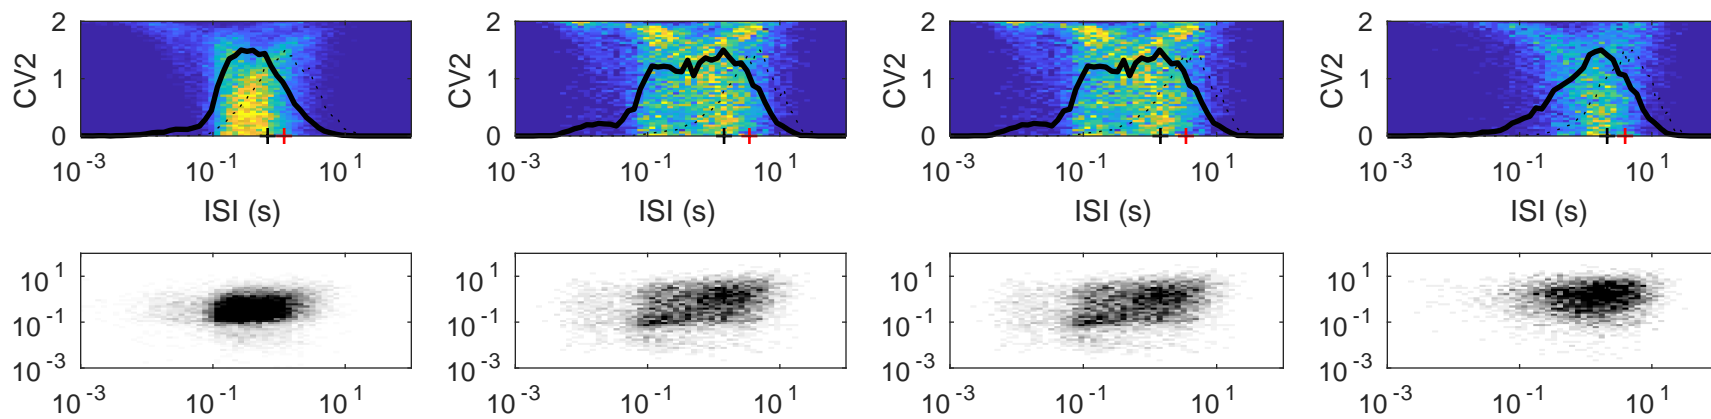 2 2 2 2
CV2 CV2 CV2 CV2
1 1 1 1
0 0 0 0
10^-3 10^-1 10^1 10^-3 10^-1 10^1 10^-3 10^-1 10^1 10^-3 10^-1 10^1
ISI (s) ISI (s) ISI (s) ISI (s)
10^1 10^1 10^1 10^1
10^-1 10^-1 10^-1 10^-1
10^-3 10^-3 10^-3 10^-3
10^-3 10^-1 10^1 10^-3 10^-1 10^1 10^-3 10^-1 10^1 10^-3 10^-1 10^1